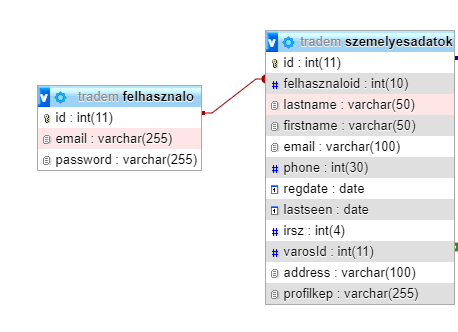 tradem felhasznalo
id : int(11)
email : varchar(255)
password : varchar(255)
tradem szemelyesadatok
id : int(11)
felhasznaloid : int(10)
lastname : varchar(50)
firstname : varchar(50)
email : varchar(100)
phone : int(30)
regdate : date
lastseen : date
irsz : int(4)
varosId : int(11)
address : varchar(100)
profilkep : varchar(255)